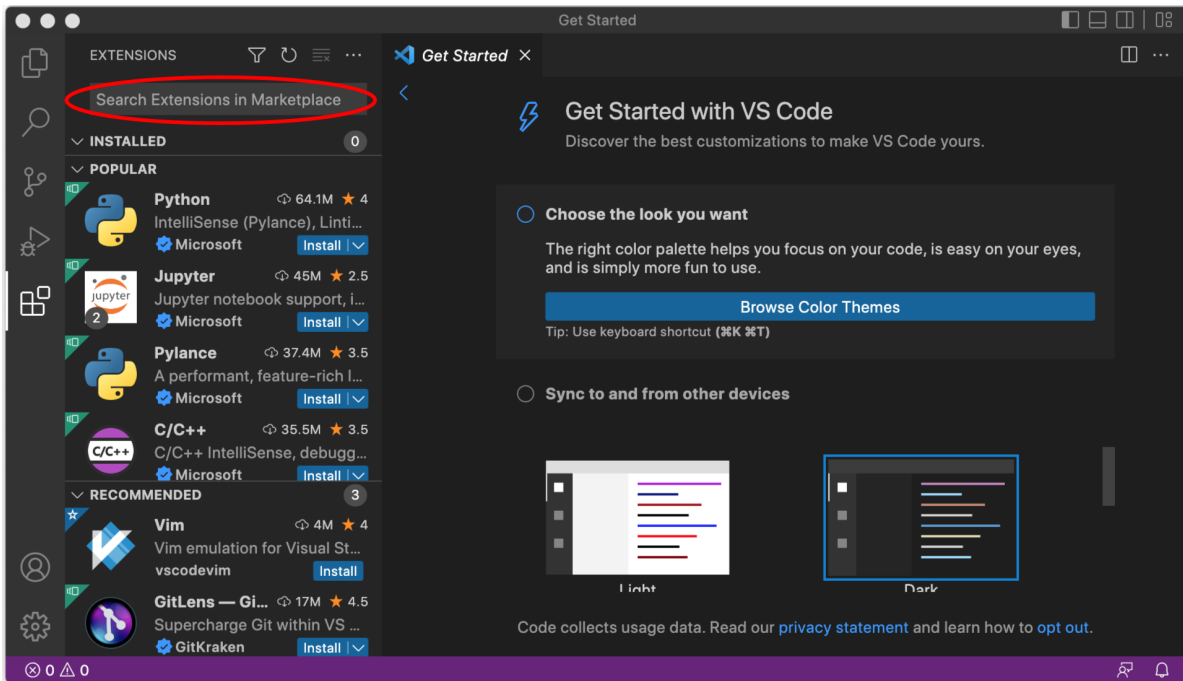 Get Started
EXTENSIONS
Search Extensions in Marketplace
INSTALLED 0
POPULAR
Python 64.1M ★ 4
IntelliSense (Pylance), Linti...
Microsoft Install
Jupyter 45M ★ 2.5
jupyter
2
Jupyter notebook support, i...
Microsoft Install
Pylance 37.4M ★ 3.5
A performant, feature-rich l...
Microsoft Install
C/C++ 35.5M ★ 3.5
C/C++
C/C++ IntelliSense, debugg...
Microsoft Install
RECOMMENDED 3
Vim 4M ★ 4
Vim emulation for Visual St...
vscodevim Install
GitLens — Gi... 17M ★ 4.5
Supercharge Git within VS ...
GitKraken Install
Get Started
Get Started with VS Code
Discover the best customizations to make VS Code yours.
Choose the look you want
The right color palette helps you focus on your code, is easy on your eyes,
and is simply more fun to use.
Browse Color Themes
Tip: Use keyboard shortcut (⌘K ⌘T)
Sync to and from other devices
Light
Dark
Code collects usage data. Read our privacy statement and learn how to opt out.
0 0